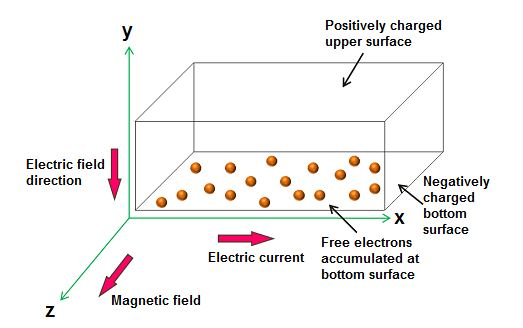 y
Positively charged
upper surface
Electric field
direction
Negatively
charged
bottom
surface
x
Free electrons
accumulated at
bottom surface
Electric current
Magnetic field
z